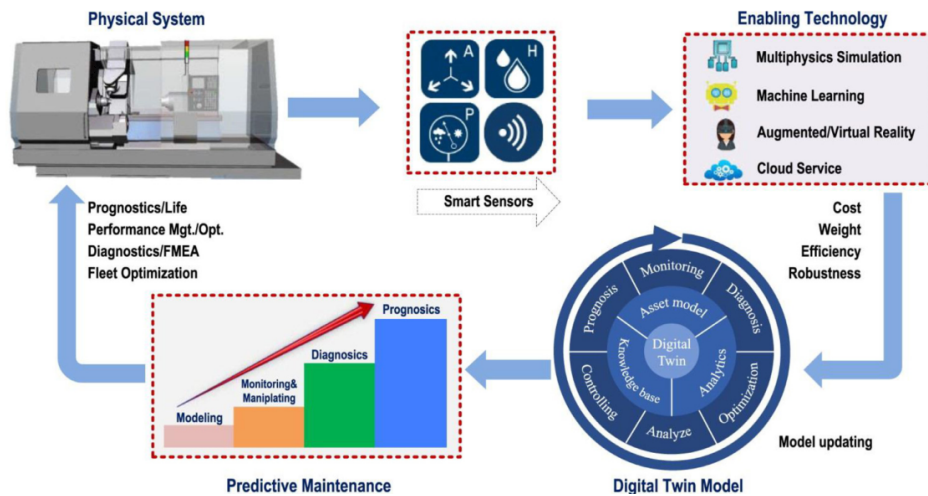 Physical System
Enabling Technology
A
H
P
Multiphysics Simulation
Machine Learning
Augmented/Virtual Reality
Cloud Service
Smart Sensors
Prognostics/Life
Performance Mgt./Opt.
Diagnostics/FMEA
Fleet Optimization
Cost
Weight
Efficiency
Robustness
Monitoring
Diagnosis
Optimization
Analyze
Controlling
Prognosis
Asset model
Analytics
Knowledge base
Digital
Twin
Model updating
Prognosics
Diagnosics
Monitoring&
Maniplating
Modeling
Predictive Maintenance
Digital Twin Model